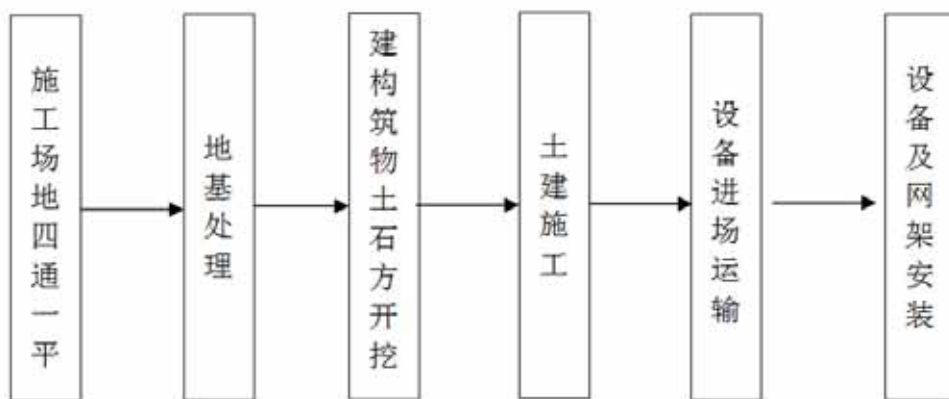 施工场地四通一平
地基处理
建构筑物土石方开挖
土建施工
设备进场运输
设备及网架安装